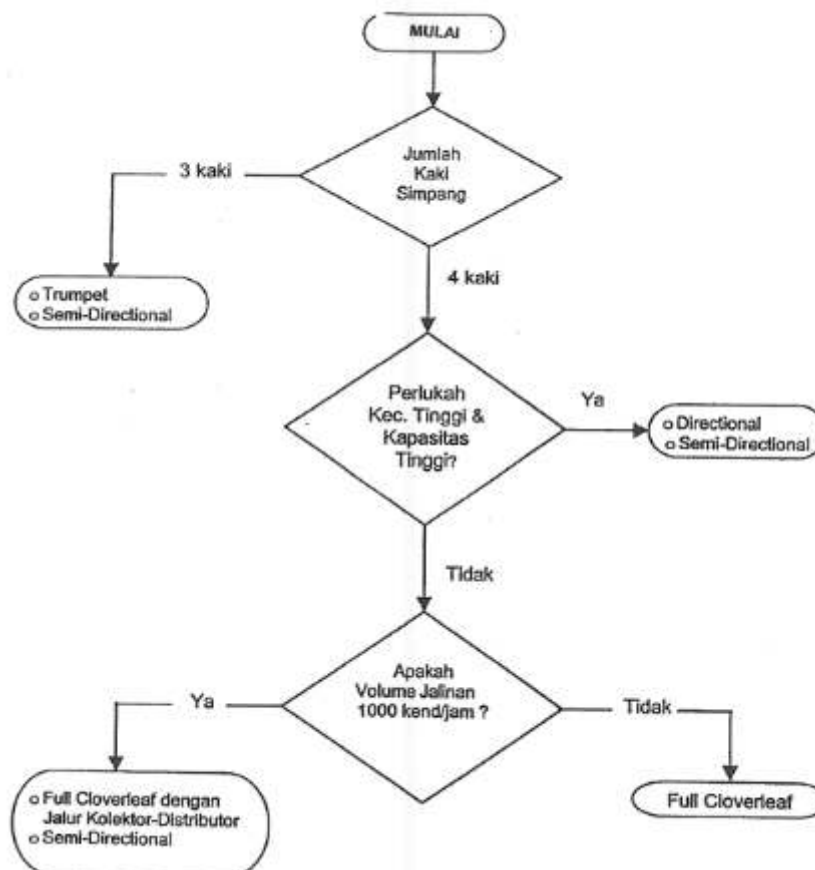 MULAI
Jumlah
Kaki
Simpang
3 kaki
o Trumpet
o Semi-Directional
4 kaki
Perlukah
Kec. Tinggi &
Kapasitas
Tinggi?
Ya
o Directional
o Semi-Directional
Tidak
Apakah
Volume Jalinan
1000 kend/jam ?
Ya
o Full Cloverleaf dengan
Jalur Kolektor-Distributor
o Semi-Directional
Tidak
Full Cloverleaf